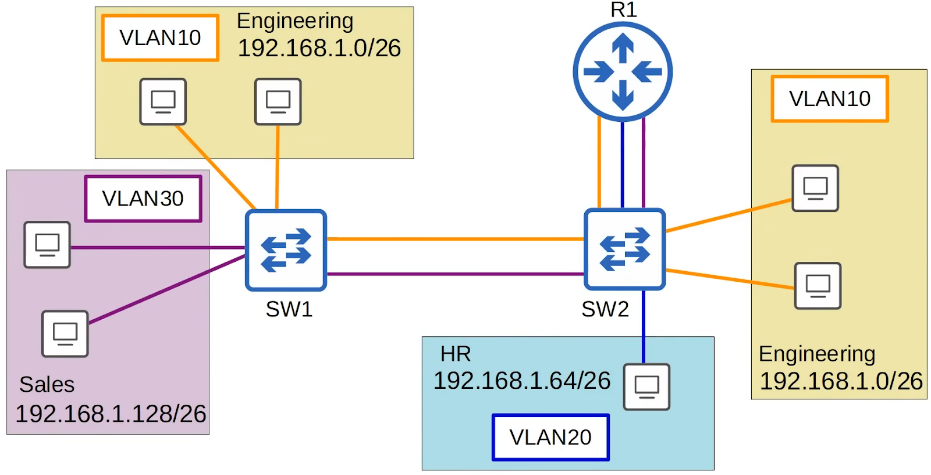 R1
VLAN10
Engineering
192.168.1.0/26
VLAN10
VLAN30
SW1
SW2
Sales
192.168.1.128/26
HR
192.168.1.64/26
VLAN20
Engineering
192.168.1.0/26